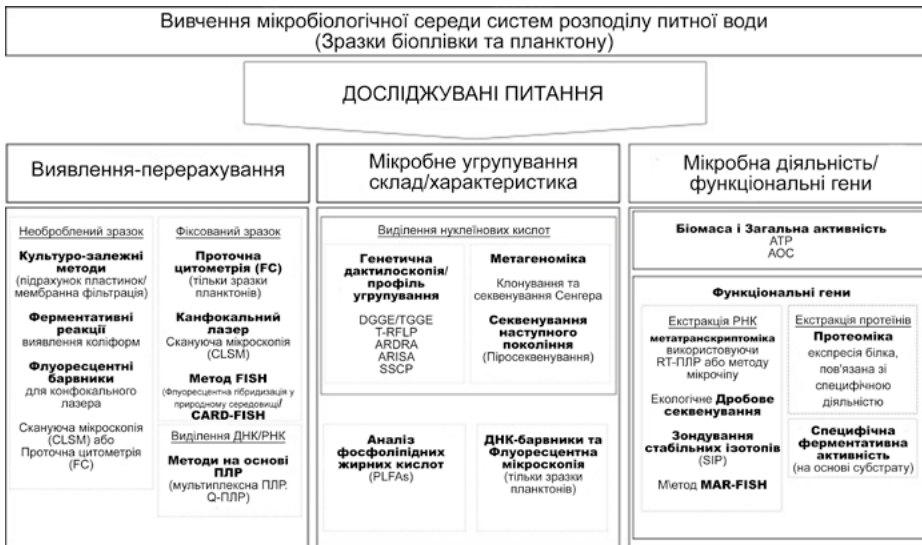 Вивчення мікробіологічної середи систем розподілу питної води
(Зразки біоплівки та планктону)
ДОСЛІДЖУВАНІ ПИТАННЯ
Виявлення-перерахування
Необроблений зразок
Культуро-залежні
методи
(підрахунок пластинок/
мембранна фільтрація)
Ферментативні
реакції
виявлення коліформ
Флуоресцентні
барвники
для конфокального
лазера
Скануюча мікроскопія
(CLSM) або
Проточна цитометрія
(FC)
Фіксований зразок
Проточна
цитометрія (FC)
(тільки зразки
планктонів)
Канфокальний
лазер
Скануюча мікроскопія
(CLSM)
Метод FISH
(Флуоресцентна гібридизація у
природному середовищі)/
CARD-FISH
Виділення ДНК/РНК
Методи на основі
ПЛР
(мультиплексна ПЛР.
Q-ПЛР)
Мікробне угрупування
склад/характеристика
Виділення нуклеїнових кислот
Генетична
дактилоскопія/
профіль
угрупування
DGGE/TGGE
T-RFLP
ARDRA
ARISA
SSCP
Метагеноміка
Клонування та
секвенування Сенгера
Секвенування
наступного
покоління
(Піросеквенування)
Аналіз
фосфоліпідних
жирних кислот
(PLFAs)
ДНК-барвники та
Флуоресцентна
мікроскопія
(тільки зразки
планктонів)
Мікробна діяльність/
функціональні гени
Біомаса і Загальна активність
ATP
AOC
Функціональні гени
Екстракція РНК
метатранскриптоміка
використовуючи
RT-ПЛР або методу
мікрочіпу
Екологічне Дробове
секвенування
Зондування
стабільних ізотопів
(SIP)
М\етод MAR-FISH
Екстракція протеїнів
Протеоміка
експресія білка,
пов'язана зі
специфічною
діяльністю
Специфічна
ферментативна
активність
(на основі субстрату)